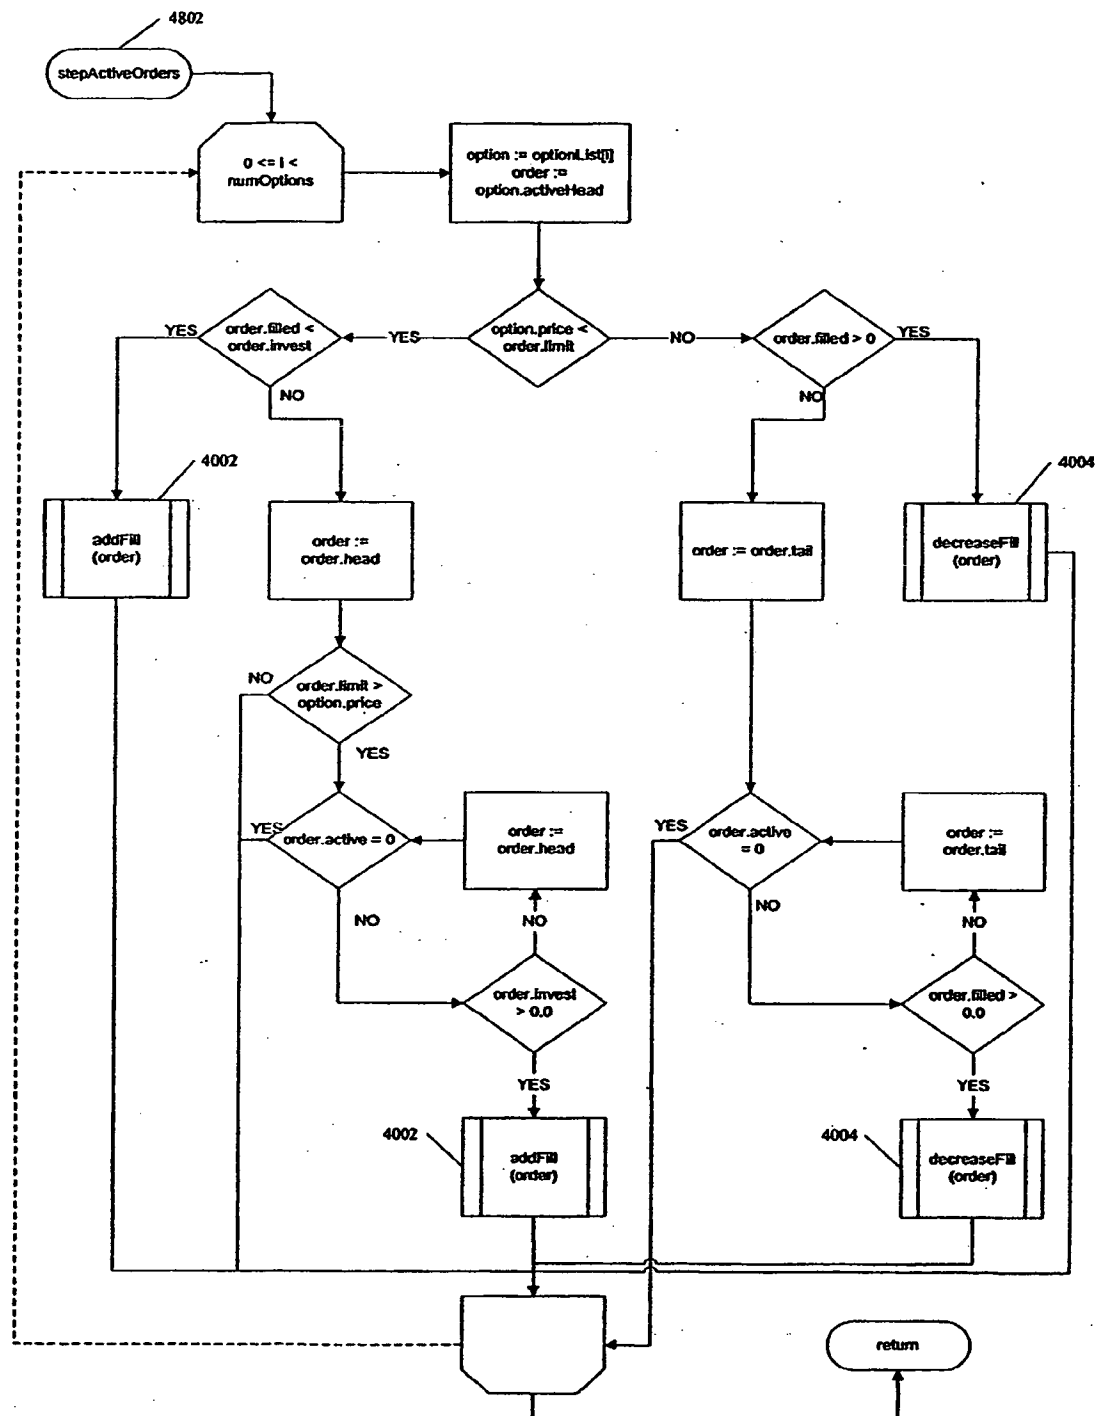 4802
stepActiveOrders
0 <= i <
numOptions
option := optionList[i]
order :=
option.activeHead
YES
order.filled <
order.invest
YES
option.price <
order.limit
NO
order.filled > 0
YES
NO
NO
4002
4004
addFill
(order)
order :=
order.head
order := order.tail
decreaseFill
(order)
NO
order.limit >
option.price
YES
YES
order.active = 0
order :=
order.head
YES
order.active
= 0
order :=
order.tail
NO
NO
NO
NO
order.invest
> 0.0
order.filled >
0.0
YES
YES
4002
addFill
(order)
4004
decreaseFill
(order)
return